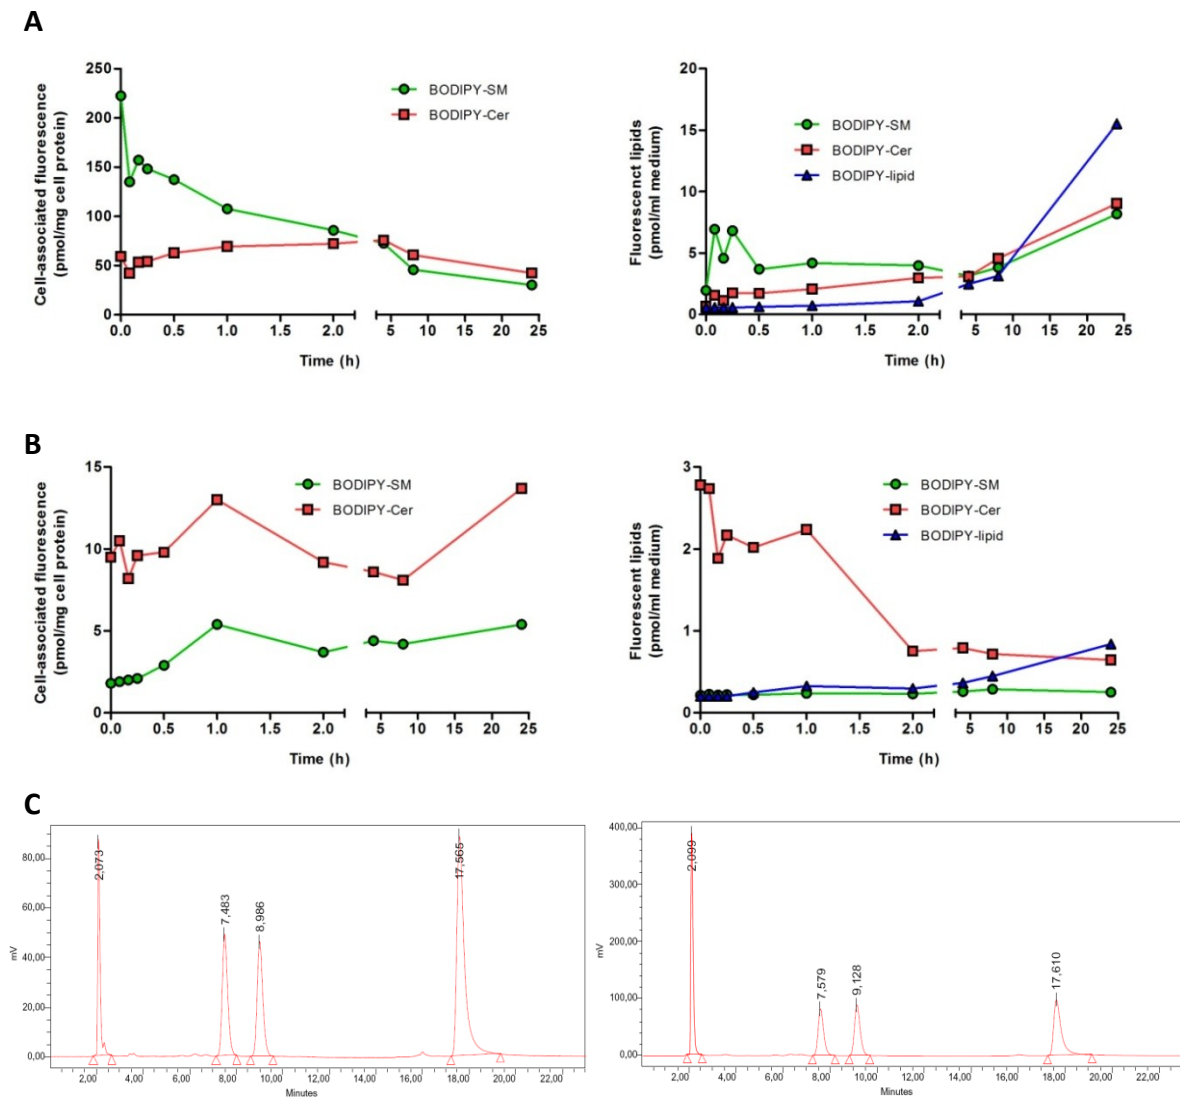 A
Cell-associated fluorescence
(pmol/mg cell protein)
250
200
150
100
50
0
BODIPY-SM
BODIPY-Cer
0.0 0.5 1.0 2.0 5 10 15 20 25
Time (h)
Fluorescenct lipids
(pmol/ml medium)
20
15
10
5
0
BODIPY-SM
BODIPY-Cer
BODIPY-lipid
0.0 0.5 1.0 2.0 5 10 15 20 25
Time (h)
B
Cell-associated fluorescence
(pmol/mg cell protein)
15
10
5
0
BODIPY-SM
BODIPY-Cer
0.0 0.5 1.0 2.0 5 10 15 20 25
Time (h)
Fluorescent lipids
(pmol/ml medium)
3
2
1
0
BODIPY-SM
BODIPY-Cer
BODIPY-lipid
0.0 0.5 1.0 2.0 5 10 15 20 25
Time (h)
C
mV
80,00
60,00
40,00
20,00
0,00
2,073
7,483
8,986
17,565
2,00 4,00 6,00 8,00 10,00 12,00 14,00 16,00 18,00 20,00 22,00
Minutes
mV
400,00
300,00
200,00
100,00
0,00
2,099
7,579
9,128
17,610
2,00 4,00 6,00 8,00 10,00 12,00 14,00 16,00 18,00 20,00 22,00
Minutes